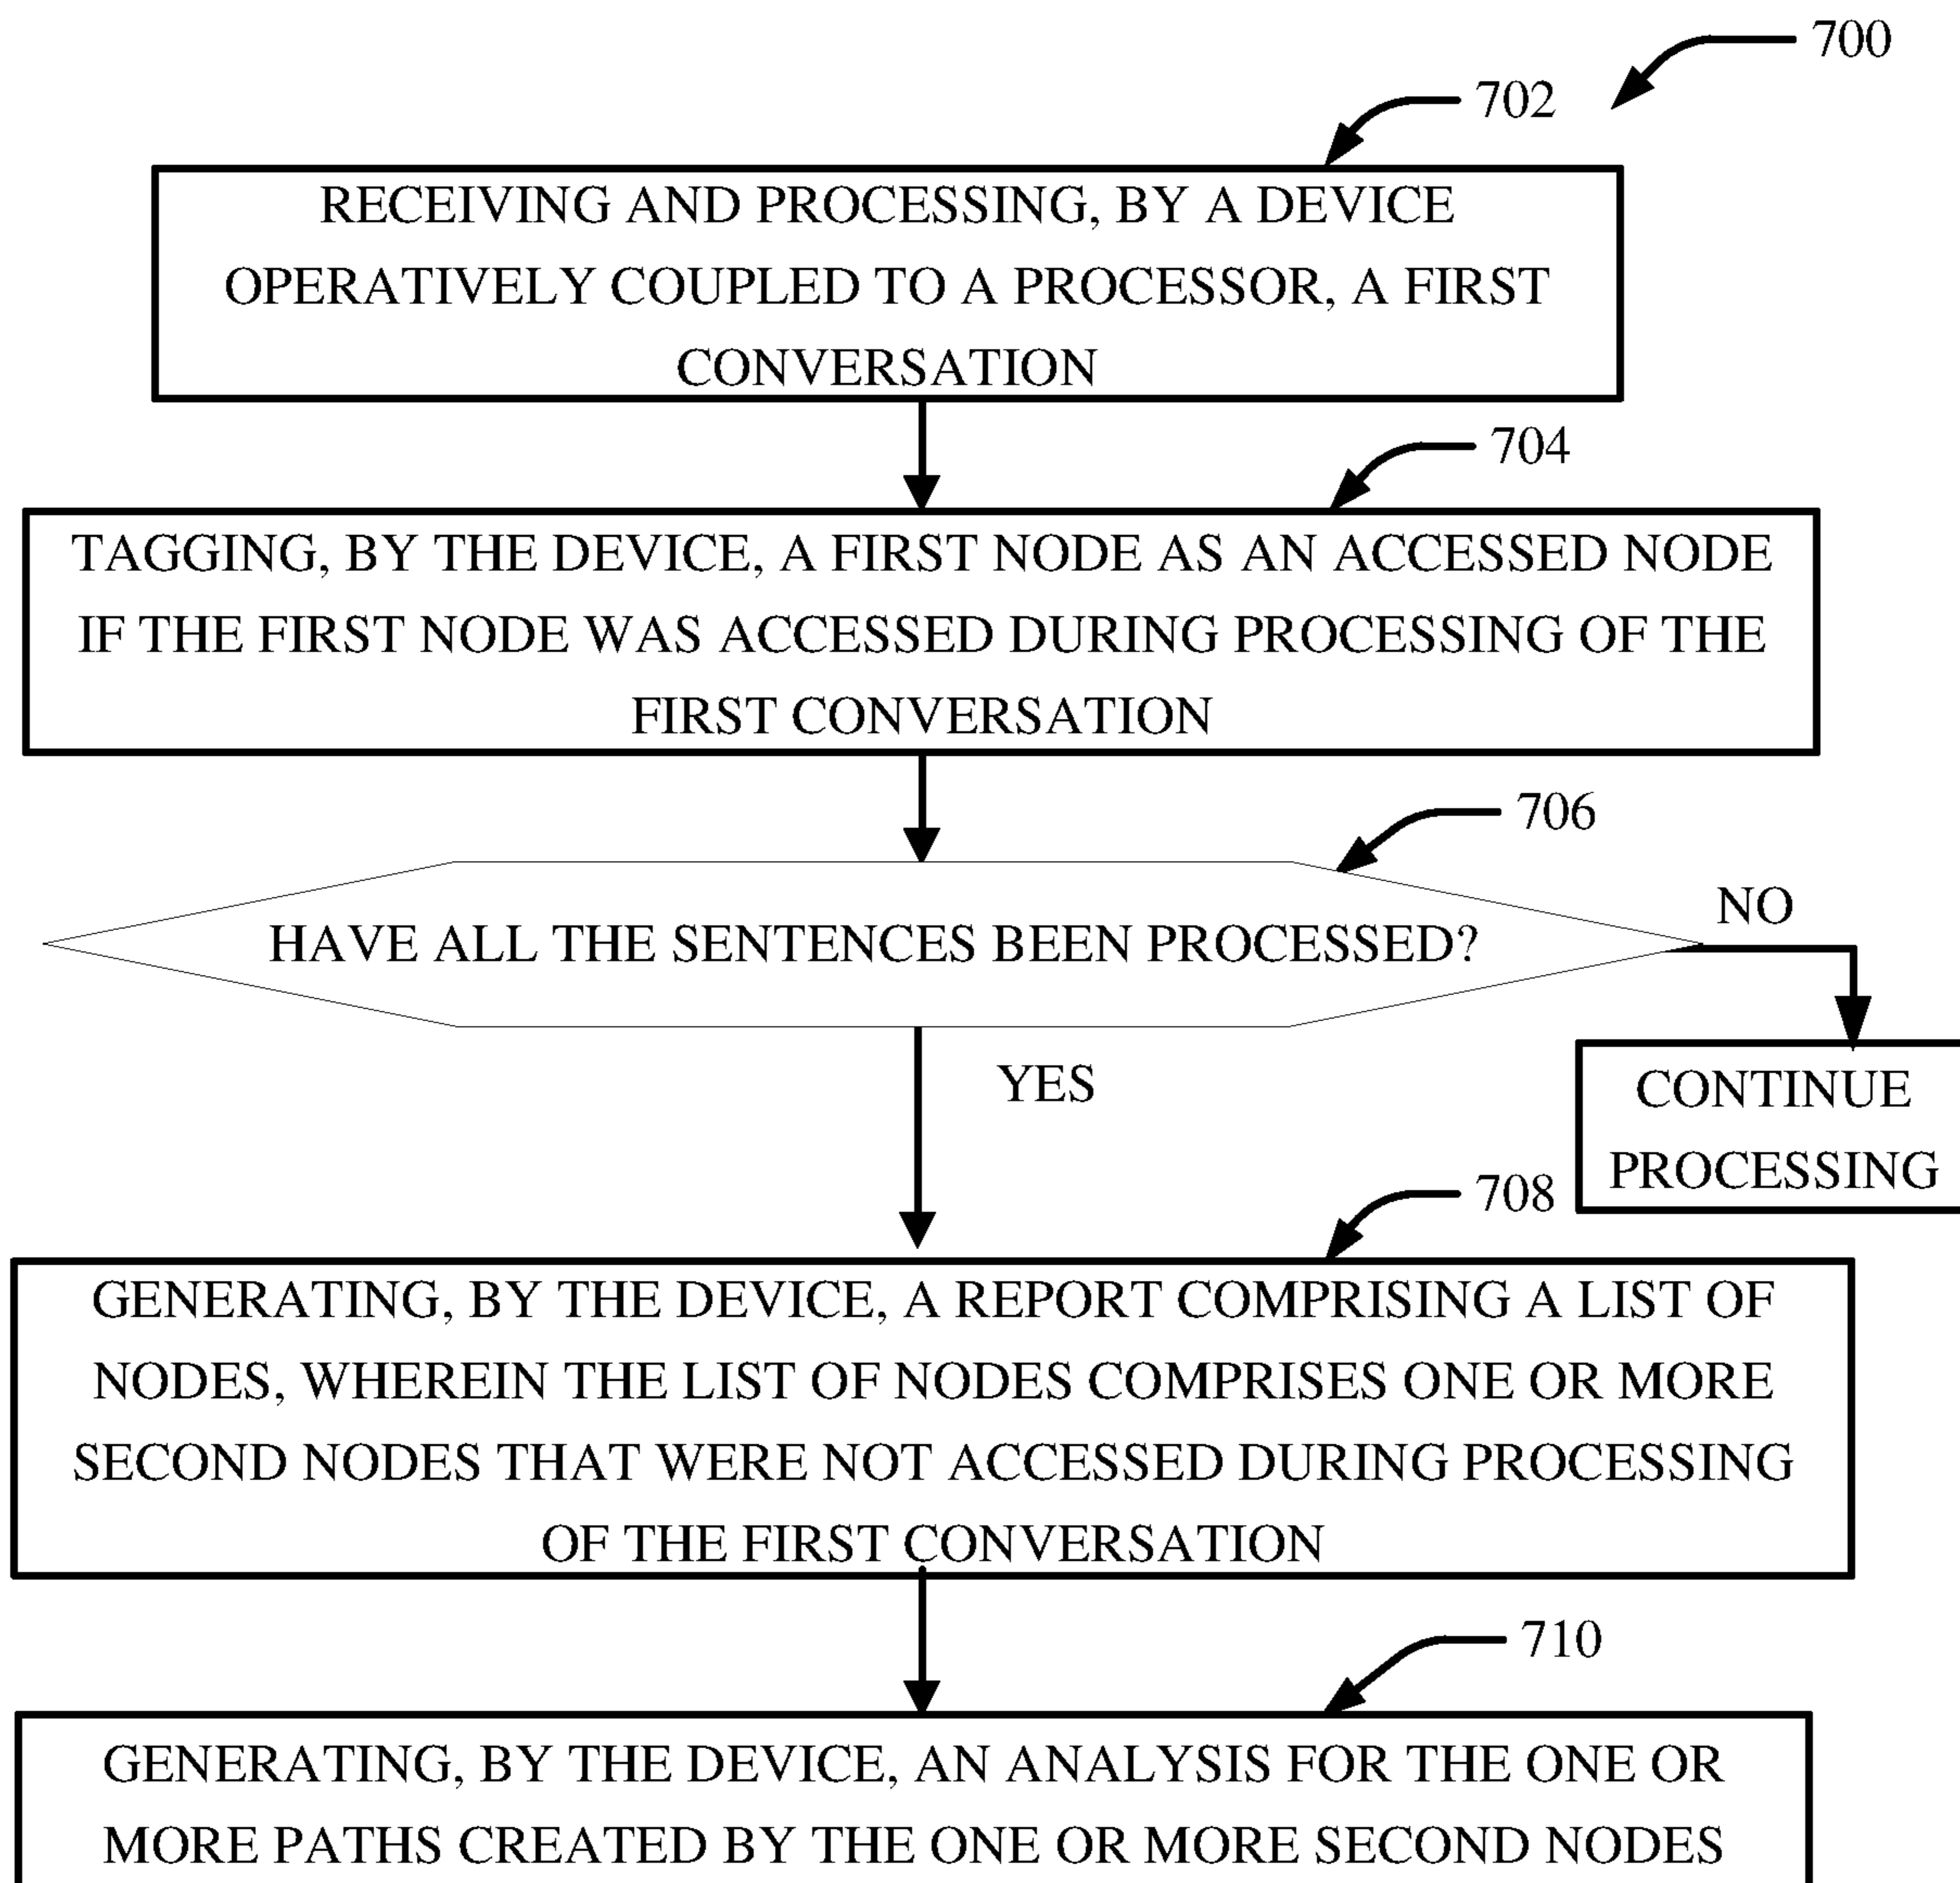 700
702
RECEIVING AND PROCESSING, BY A DEVICE
OPERATIVELY COUPLED TO A PROCESSOR, A FIRST
CONVERSATION
704
TAGGING, BY THE DEVICE, A FIRST NODE AS AN ACCESSED NODE
IF THE FIRST NODE WAS ACCESSED DURING PROCESSING OF THE
FIRST CONVERSATION
706
HAVE ALL THE SENTENCES BEEN PROCESSED?
NO
YES
CONTINUE
PROCESSING
708
GENERATING, BY THE DEVICE, A REPORT COMPRISING A LIST OF
NODES, WHEREIN THE LIST OF NODES COMPRISES ONE OR MORE
SECOND NODES THAT WERE NOT ACCESSED DURING PROCESSING
OF THE FIRST CONVERSATION
710
GENERATING, BY THE DEVICE, AN ANALYSIS FOR THE ONE OR
MORE PATHS CREATED BY THE ONE OR MORE SECOND NODES